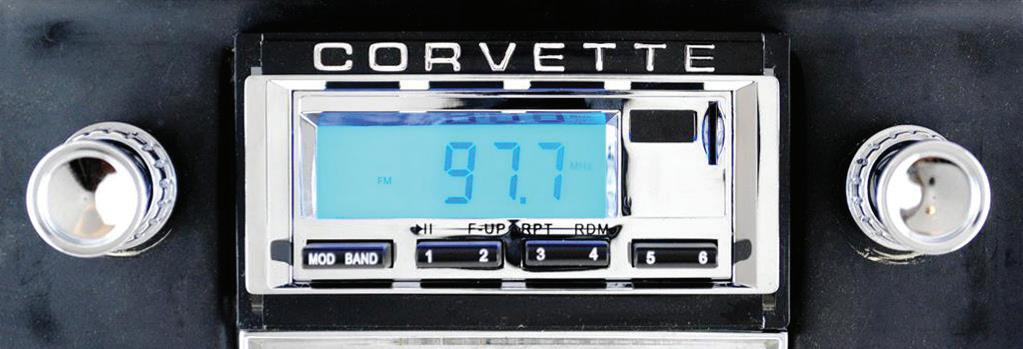 CORVETTE
FM 97.7 MHz
II F-UP RPT RDM
MOD BAND 1 2 3 4 5 6